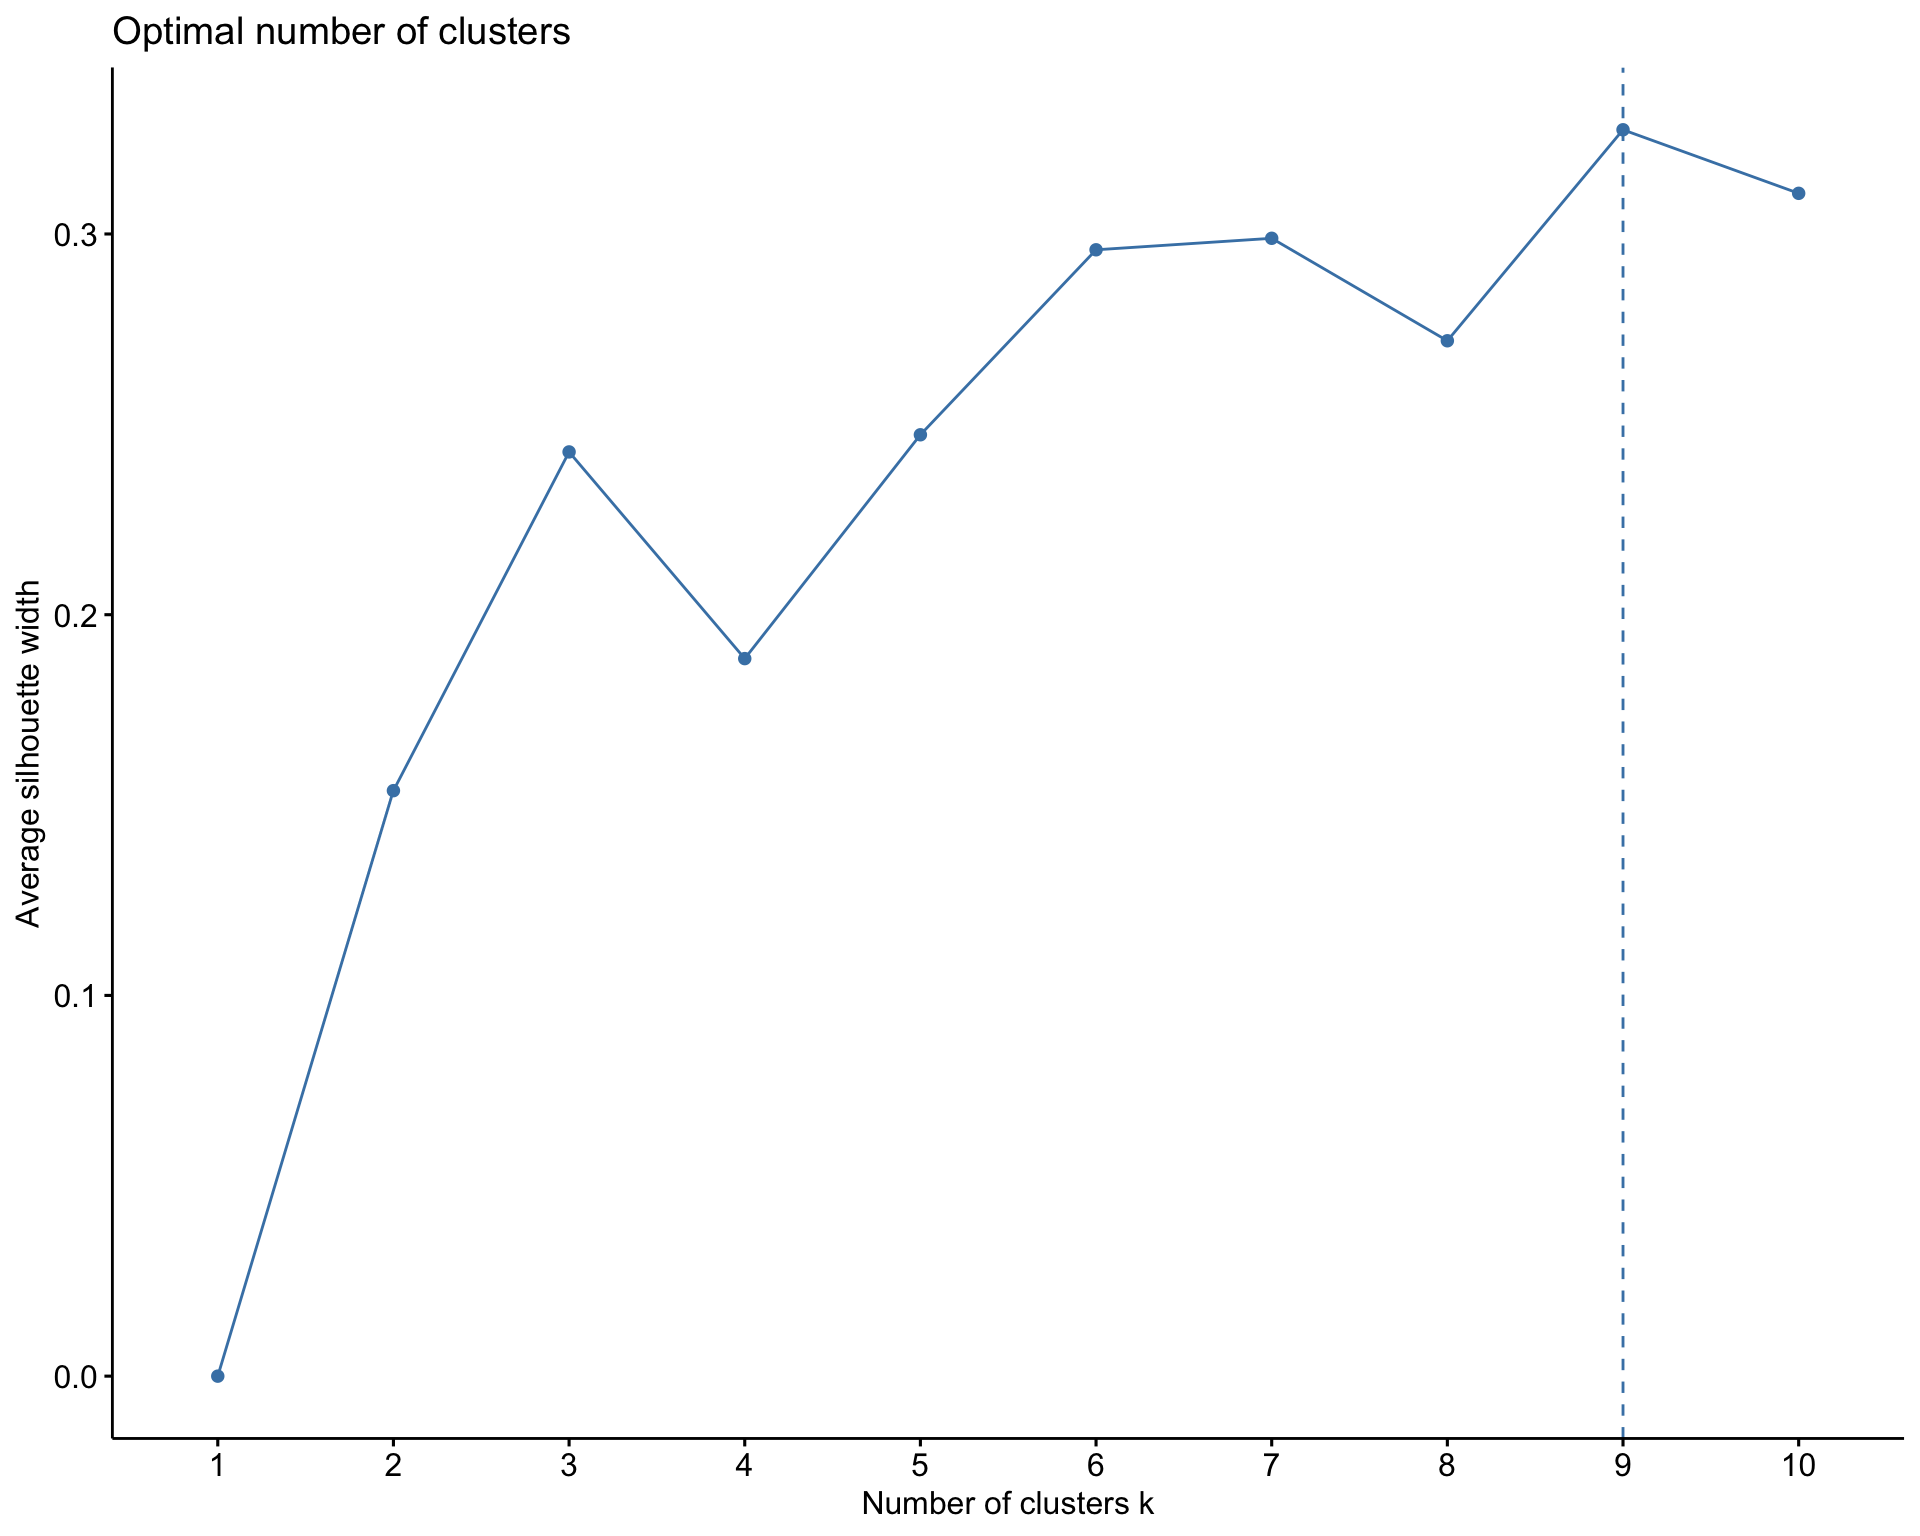 Optimal number of clusters
0.3
0.2
0.1
0.0
Average silhouette width
1 2 3 4 5 6 7 8 9 10
Number of clusters k